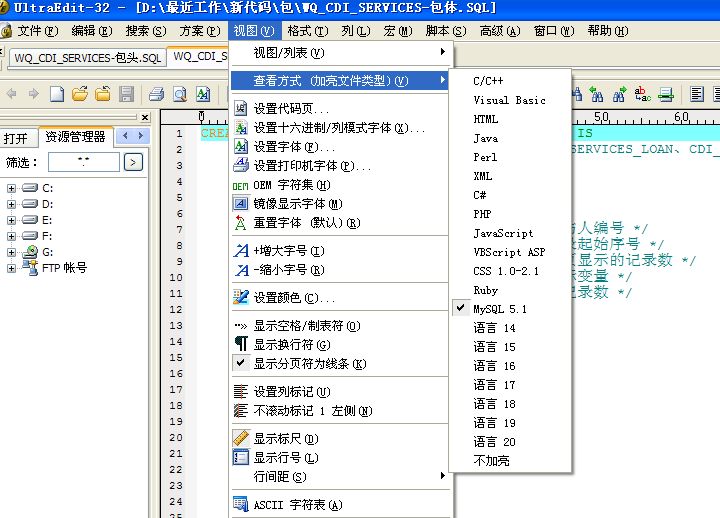 UltraEdit-32 - [D:\最近工作\新代码\包\WQ_CDI_SERVICES-包体.SQL]
文件(F) 编辑(E) 搜索(S) 方案(P) 视图(V) 格式(T) 列(L) 宏(M) 脚本(S) 高级(A) 窗口(W) 帮助(H)
WQ_CDI_SERVICES-包头.SQL WQ_CDI_S
打开 资源管理器
筛选： *.* >
C:
D:
E:
F:
G:
FTP 帐号
0 50 60
1 CREA IS
2 SERVICES_LOAN、CDI_
3
4
5
6
7 人编号 */
8 起始序号 */
9 显示的记录数 */
10 变量 */
11 录数 */
12
13
14
15
16
17
18
19
20
21
22
23
24
25
视图/列表(V)
查看方式 (加亮文件类型)(V)
设置代码页...
设置十六进制/列模式字体(X)...
设置字体(F)...
设置打印机字体(P)...
OEM OEM 字符集(H)
镜像显示字体(M)
重置字体 (默认)(R)
+增大字号(I)
-缩小字号(R)
设置颜色(C)...
显示空格/制表符(O)
显示换行符(G)
显示分页符为线条(K)
设置列标记(U)
不滚动标记 1 左侧(N)
显示标尺(D)
显示行号(L)
行间距(S)
ASCII 字符表(A)
C/C++
Visual Basic
HTML
Java
Perl
XML
C#
PHP
JavaScript
VBScript ASP
CSS 1.0-2.1
Ruby
MySQL 5.1
语言 14
语言 15
语言 16
语言 17
语言 18
语言 19
语言 20
不加亮